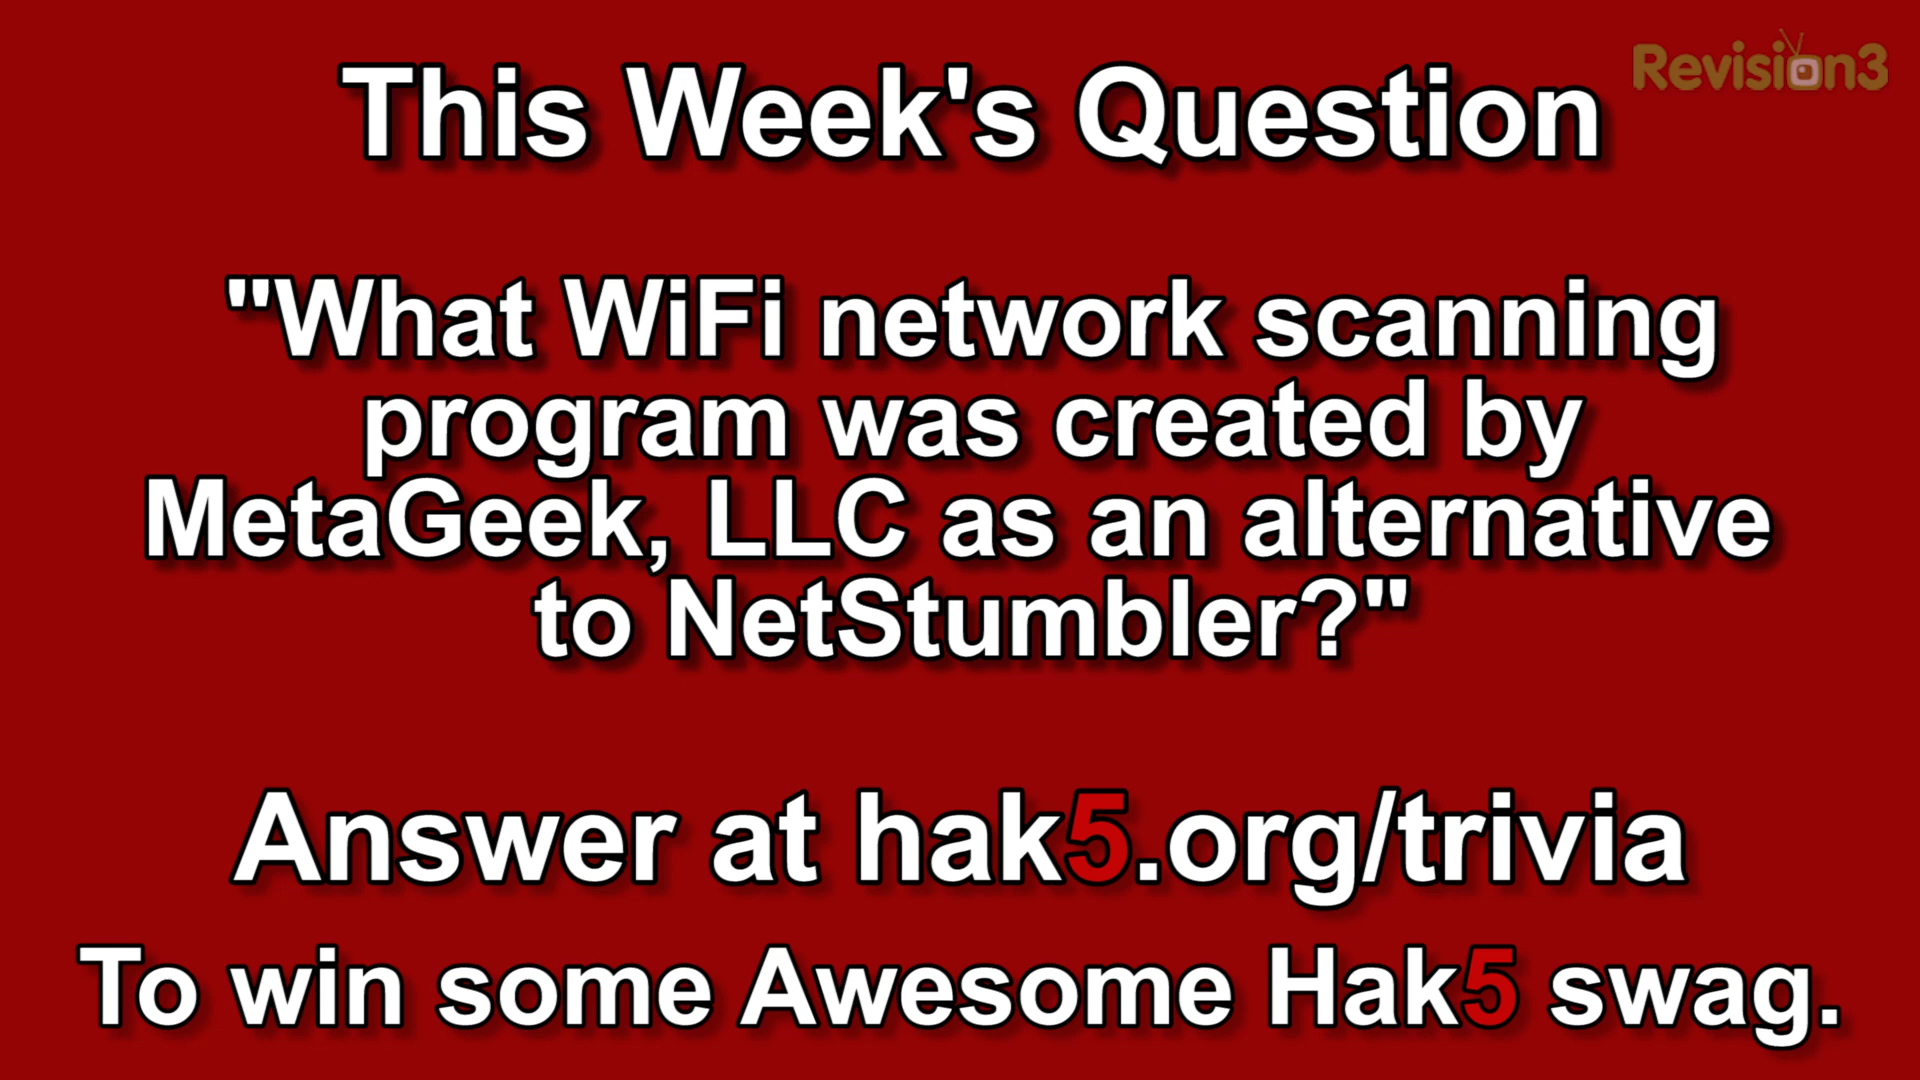 Revision3
This Week's Question
"What WiFi network scanning
program was created by
MetaGeek, LLC as an alternative
to NetStumbler?"
Answer at hak5.org/trivia
To win some Awesome Hak5 swag.